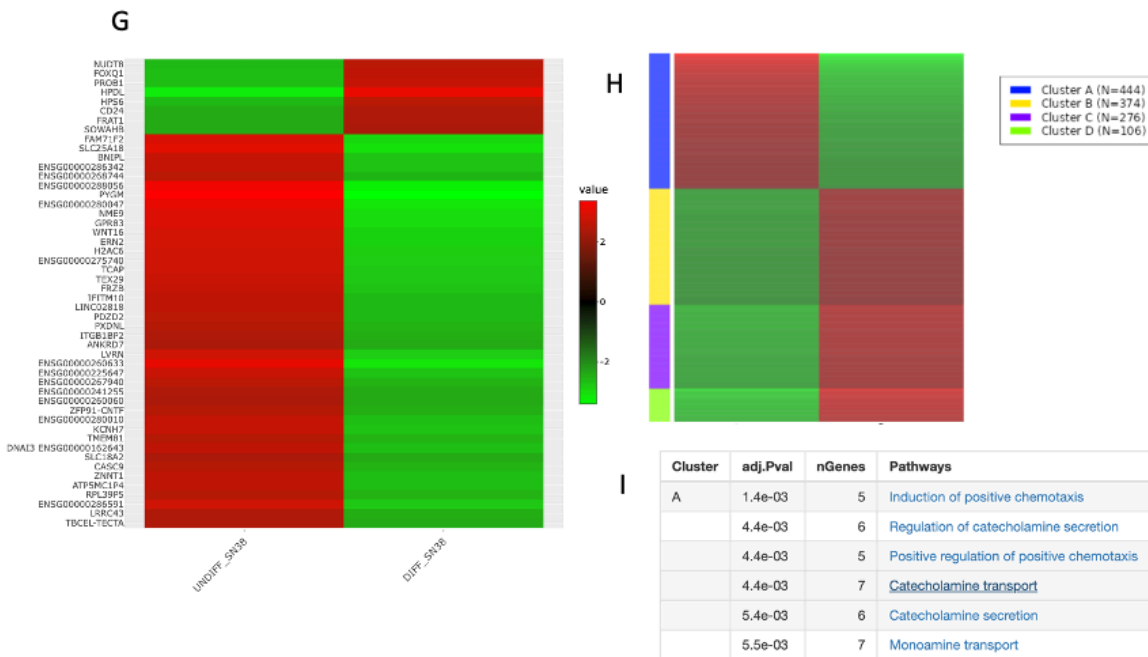 G
NUDT8
FOXQ1
PROB1
HPDL
HPS6
CD24
FRAT1
SOWAHB
FAM71F2
SLC25A18
BNIPL
ENSG00000286342
ENSG00000268744
ENSG00000288056
PYGM
ENSG00000280047
NME9
GPR83
WNT16
ERN2
H2AC6
ENSG00000275740
TCAP
TEX29
FRZB
IFITM10
LINC02818
PDZD2
PXDNL
ITGB1BP2
ANKRD7
LVRN
ENSG00000260633
ENSG00000225647
ENSG00000267940
ENSG00000241255
ENSG00000260060
ZFP91-CNTF
ENSG00000280010
KCNH7
TMEM81
DNAI3 ENSG00000162643
SLC18A2
CASC9
ZNNT1
ATP5MC1P4
RPL39P5
ENSG00000286591
LRRC43
TBCEL-TECTA
UNDIFF_SN38
DIFF_SN38
value
2
0
-2
H
Cluster A (N=444)
Cluster B (N=374)
Cluster C (N=276)
Cluster D (N=106)
I
Cluster adj.Pval nGenes Pathways
A 1.4e-03 5 Induction of positive chemotaxis
4.4e-03 6 Regulation of catecholamine secretion
4.4e-03 5 Positive regulation of positive chemotaxis
4.4e-03 7 Catecholamine transport
5.4e-03 6 Catecholamine secretion
5.5e-03 7 Monoamine transport